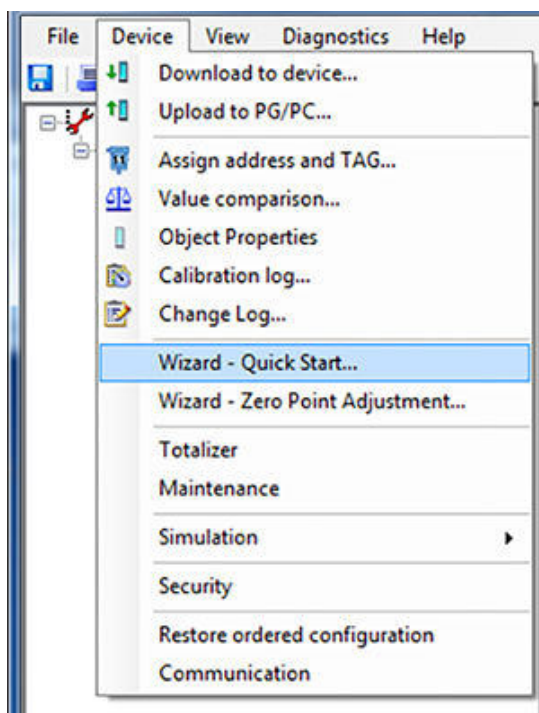 File Device View Diagnostics Help
Download to device...
Upload to PG/PC...
Assign address and TAG...
Value comparison...
Object Properties
Calibration log...
Change Log...
Wizard - Quick Start...
Wizard - Zero Point Adjustment...
Totalizer
Maintenance
Simulation
Security
Restore ordered configuration
Communication